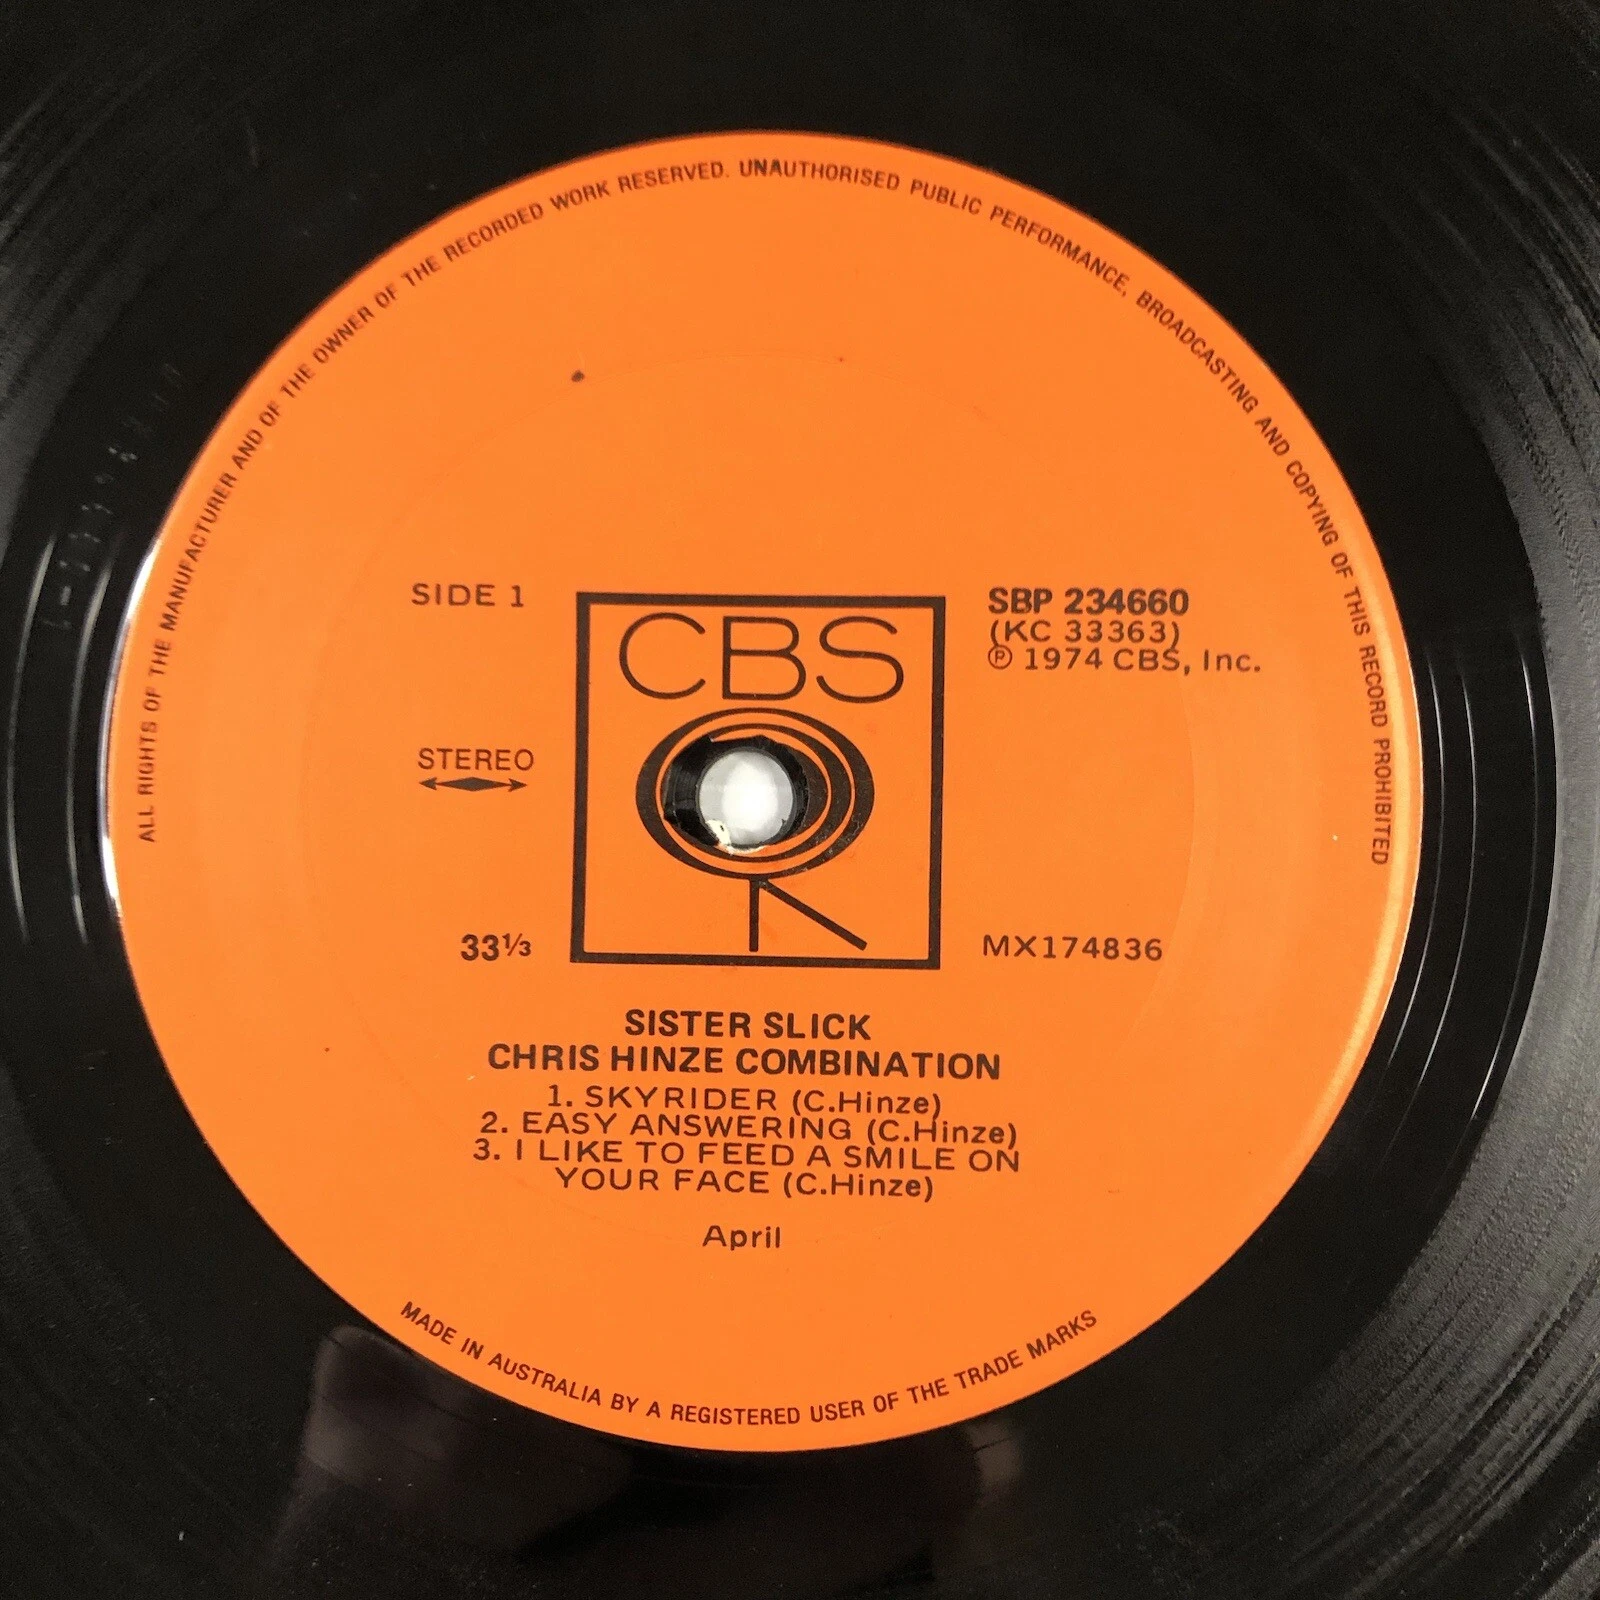 ALL RIGHTS OF THE MANUFACTURER AND OF THE OWNER OF THE RECORDED WORK RESERVED. UNAUTHORISED PUBLIC PERFORMANCE, BROADCASTING AND COPYING OF THIS RECORD PROHIBITED
SIDE 1
CBS
SBP 234660
(KC 33363)
Ⓟ 1974 CBS, Inc.
STEREO
33⅓
MX174836
SISTER SLICK
CHRIS HINZE COMBINATION
1. SKYRIDER (C.Hinze)
2. EASY ANSWERING (C.Hinze)
3. I LIKE TO FEED A SMILE ON
YOUR FACE (C.Hinze)
April
MADE IN AUSTRALIA BY A REGISTERED USER OF THE TRADE MARKS